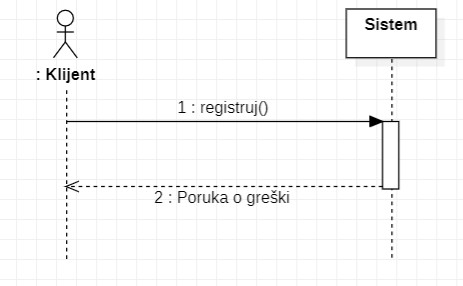 Sistem
: Klijent
1 : registruj()
2 : Poruka o greški